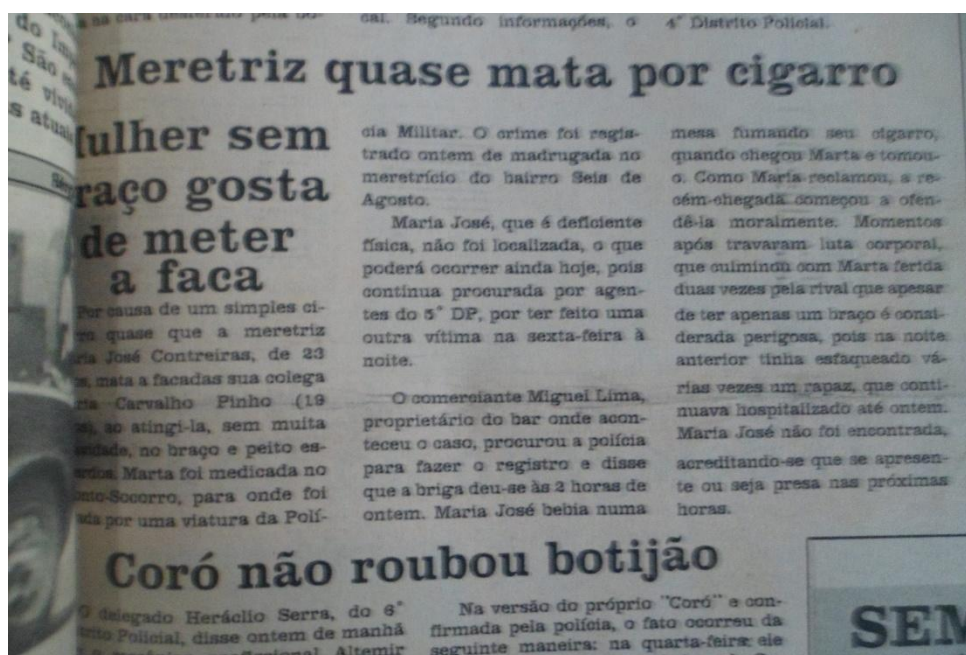 do
São
té
s atuai
cal. Segundo informações, o
4° Distrito Policial.
Meretriz quase mata por cigarro
ulher sem
raço gosta
de meter
a faca
Por causa de um simples ci-
quase que a meretriz
José Contreiras, de 23
mata a facadas sua colega
Carvalho Pinho (19
ao atingi-la, sem muita
no braço e peito es-
Marta foi medicada no
Socorro, para onde foi
por uma viatura da Polí-
cia Militar. O crime foi regis-
trado ontem de madrugada no
meretrício do bairro Seis de
Agosto.
Maria José, que é deficiente
física, não foi localizada, o que
poderá ocorrer ainda hoje, pois
continua procurada por agen-
tes do 5° DP, por ter feito uma
outra vítima na sexta-feira à
noite.
O comerciante Miguel Lima,
proprietário do bar onde acon-
teceu o caso, procurou a polícia
para fazer o registro e disse
que a briga deu-se às 2 horas de
ontem. Maria José bebia numa
mesa fumando seu cigarro,
quando chegou Marta e tomou-
o. Como Maria reclamou, a re-
cém-chegada começou a ofen-
dê-la moralmente. Momentos
após travaram luta corporal,
que culminou com Marta ferida
duas vezes pela rival que apesar
de ter apenas um braço é consi-
derada perigosa, pois na noite
anterior tinha esfaqueado vá-
rias vezes um rapaz, que conti-
nuava hospitalizado até ontem.
Maria José não foi encontrada,
acreditando-se que se apresen-
te ou seja presa nas próximas
horas.
Coró não roubou botijão
O delegado Heráclio Serra, do 6°
Policial, disse ontem de manhã
Altemir
Na versão do próprio "Coró" e con-
firmada pela polícia, o fato ocorreu da
seguinte maneira: na quarta-feira ele
SEM